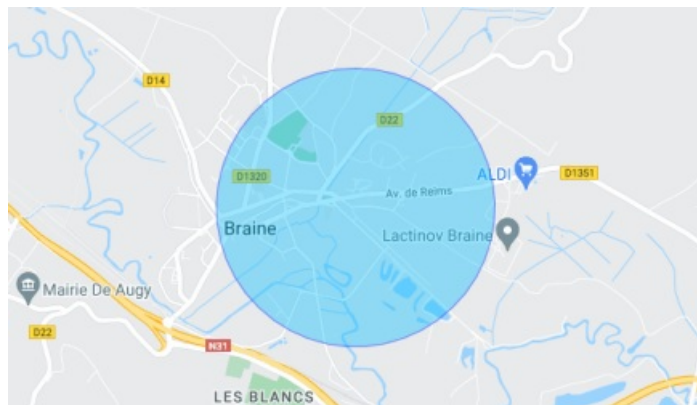 D14
D22
D1320
ALDI
D1351
Av. de Reims
Braine
Lactinov Braine
Mairie De Augy
D22
N31
LES BLANCS